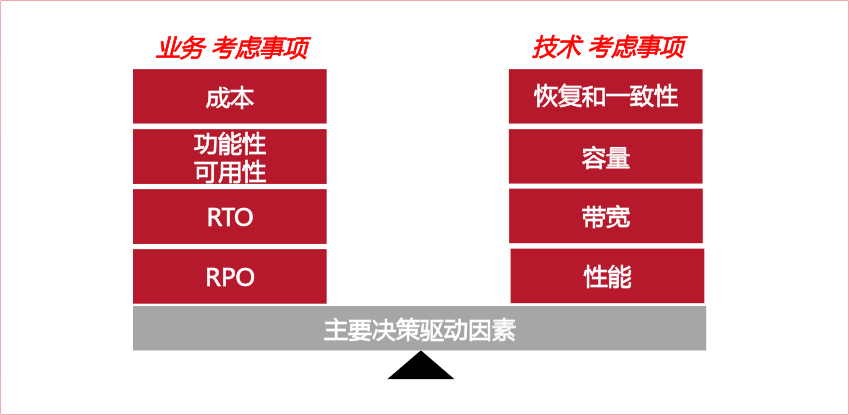 业务 考虑事项
成本
功能性
可用性
RTO
RPO
技术 考虑事项
恢复和一致性
容量
带宽
性能
主要决策驱动因素